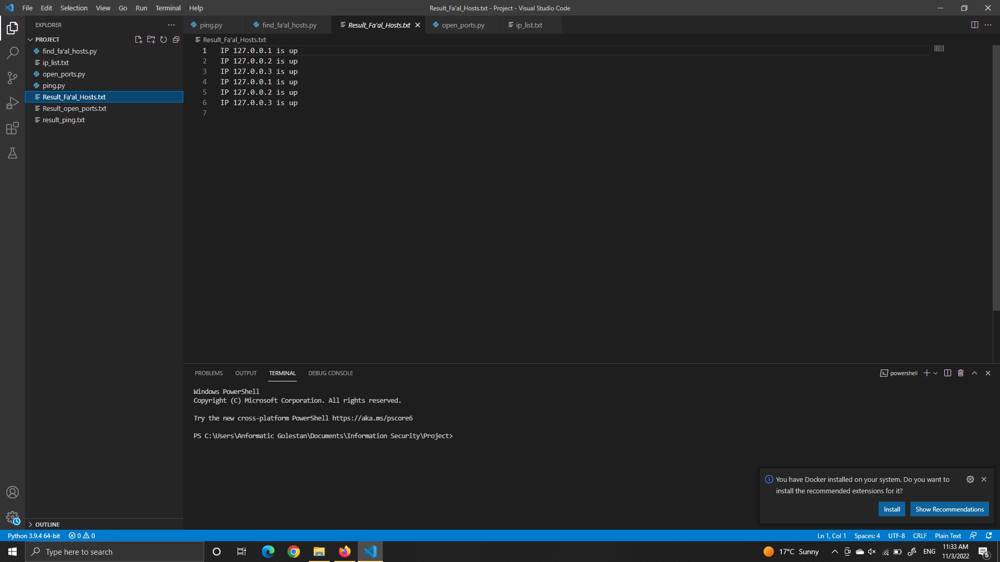 File Edit Selection View Go Run Terminal Help
Result_Fa'al_Hosts.txt - Project - Visual Studio Code
EXPLORER
PROJECT
find_fa'al_hosts.py
ip_list.txt
open_ports.py
ping.py
Result_Fa'al_Hosts.txt
Result_open_ports.txt
result_ping.txt
OUTLINE
ping.py find_fa'al_hosts.py Result_Fa'al_Hosts.txt open_ports.py ip_list.txt
Result_Fa'al_Hosts.txt
1 IP 127.0.0.1 is up
2 IP 127.0.0.2 is up
3 IP 127.0.0.3 is up
4 IP 127.0.0.1 is up
5 IP 127.0.0.2 is up
6 IP 127.0.0.3 is up
7
PROBLEMS OUTPUT TERMINAL DEBUG CONSOLE
powershell
Windows PowerShell
Copyright (C) Microsoft Corporation. All rights reserved.
Try the new cross-platform PowerShell https://aka.ms/pscore6
PS C:\Users\Anformatic Golestan\Documents\Information Security\Project>
You have Docker installed on your system. Do you want to
install the recommended extensions for it?
Install Show Recommendations
Python 3.9.4 64-bit 0 0
Ln 1, Col 1 Spaces: 4 UTF-8 CRLF Plain Text
Type here to search
17°C Sunny
ENG
11:33 AM
11/3/2022
6